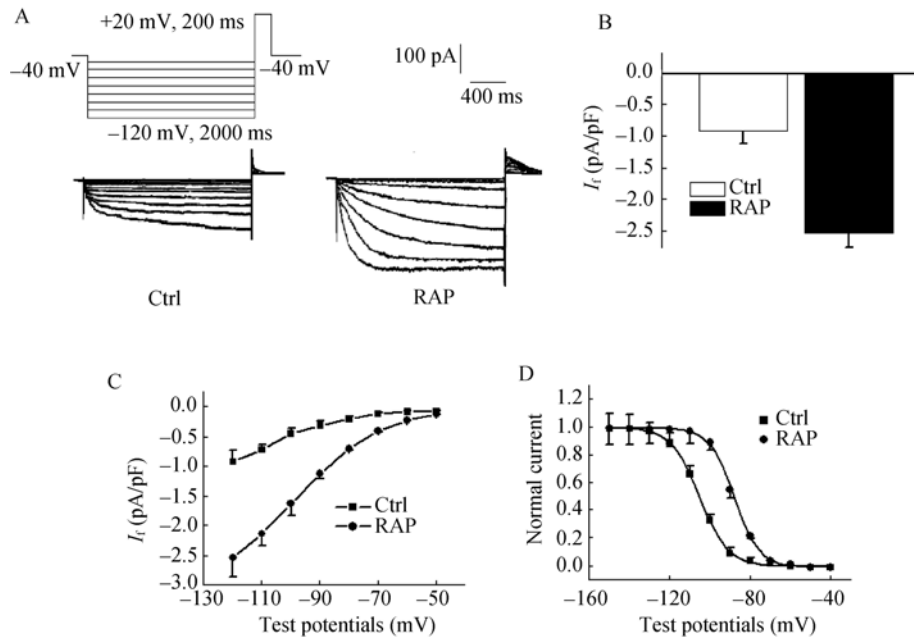 A
+20 mV, 200 ms
−40 mV
−40 mV
−120 mV, 2000 ms
100 pA
400 ms
Ctrl
RAP
B
0.0
−0.5
−1.0
−1.5
−2.0
−2.5
If (pA/pF)
Ctrl
RAP
C
0.0
−0.5
−1.0
−1.5
−2.0
−2.5
−3.0
If (pA/pF)
Ctrl
RAP
−130
−110
−90
−70
−50
Test potentials (mV)
D
1.2
1.0
0.8
0.6
0.4
0.2
0.0
Normal current
Ctrl
RAP
−160
−120
−80
−40
Test potentials (mV)